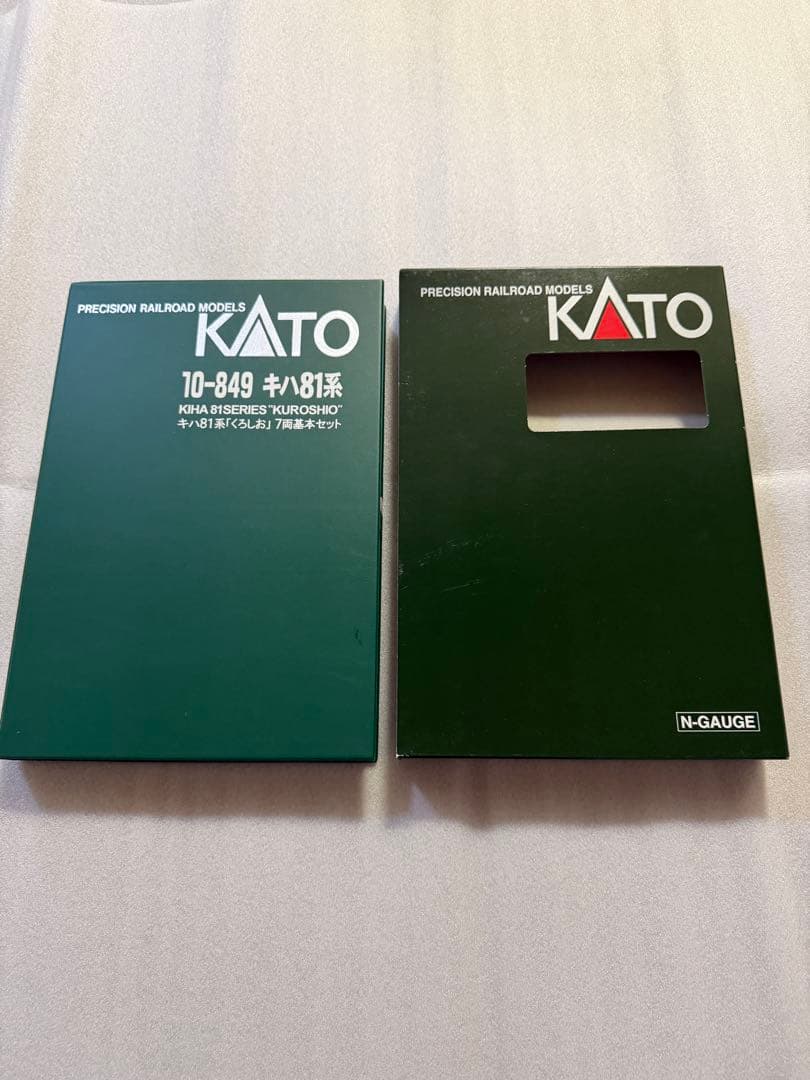 PRECISION RAILROAD MODELS
KATO
10-849 キハ81系
KIHA 81SERIES "KUROSHIO"
キハ81系「くろしお」7両基本セット
PRECISION RAILROAD MODELS
KATO
N-GAUGE